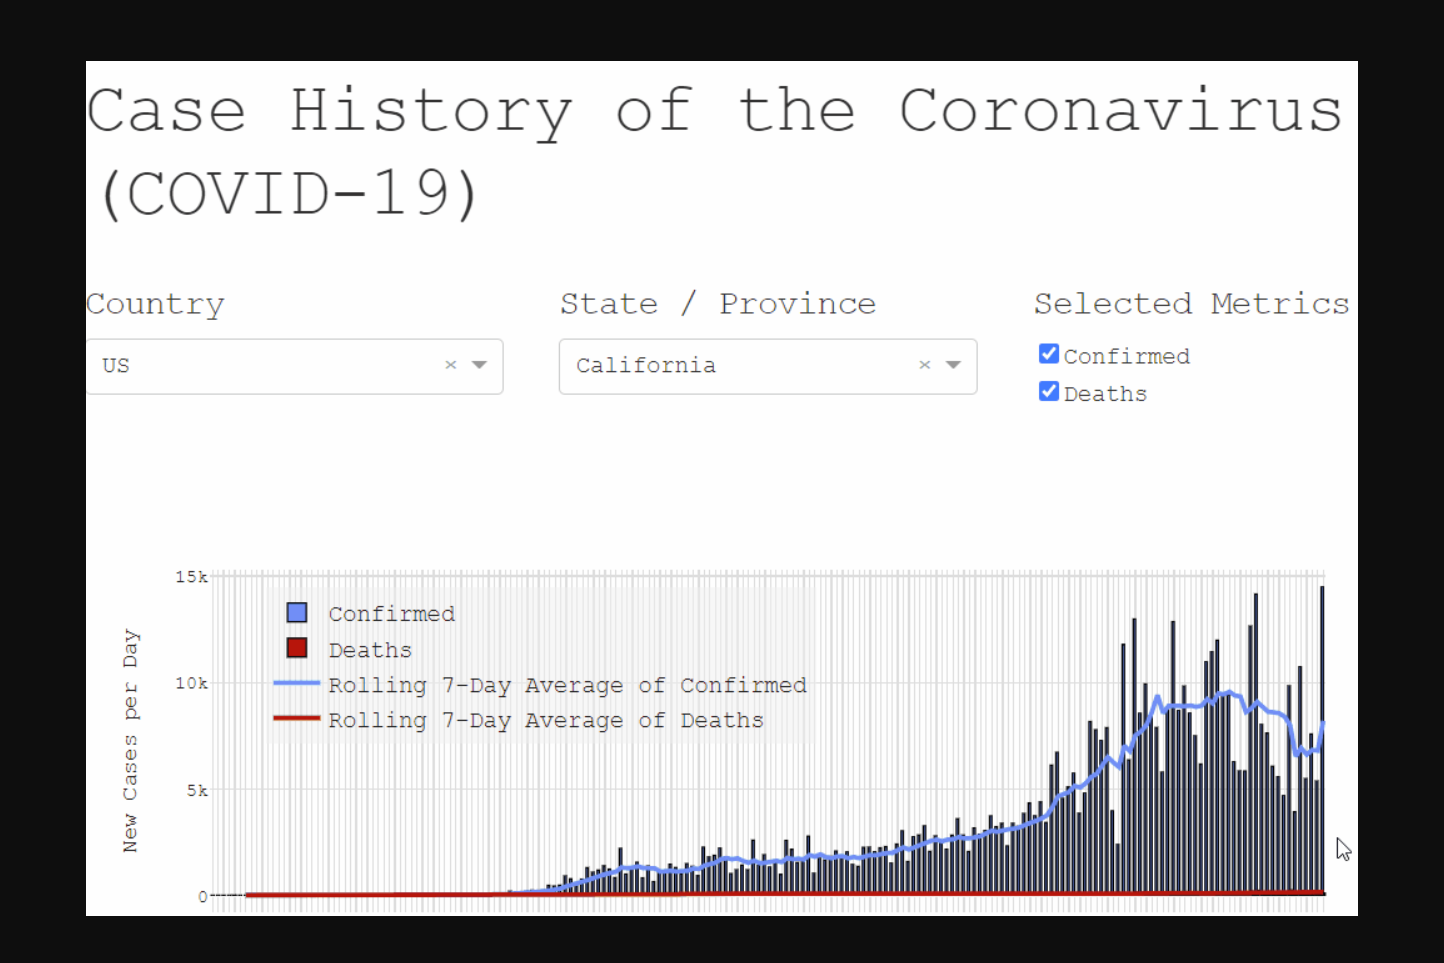 Case History of the Coronavirus
(COVID-19)
Country
State / Province
Selected Metrics
US
California
Confirmed
Deaths
New Cases per Day
15k
10k
5k
0
Confirmed
Deaths
Rolling 7-Day Average of Confirmed
Rolling 7-Day Average of Deaths